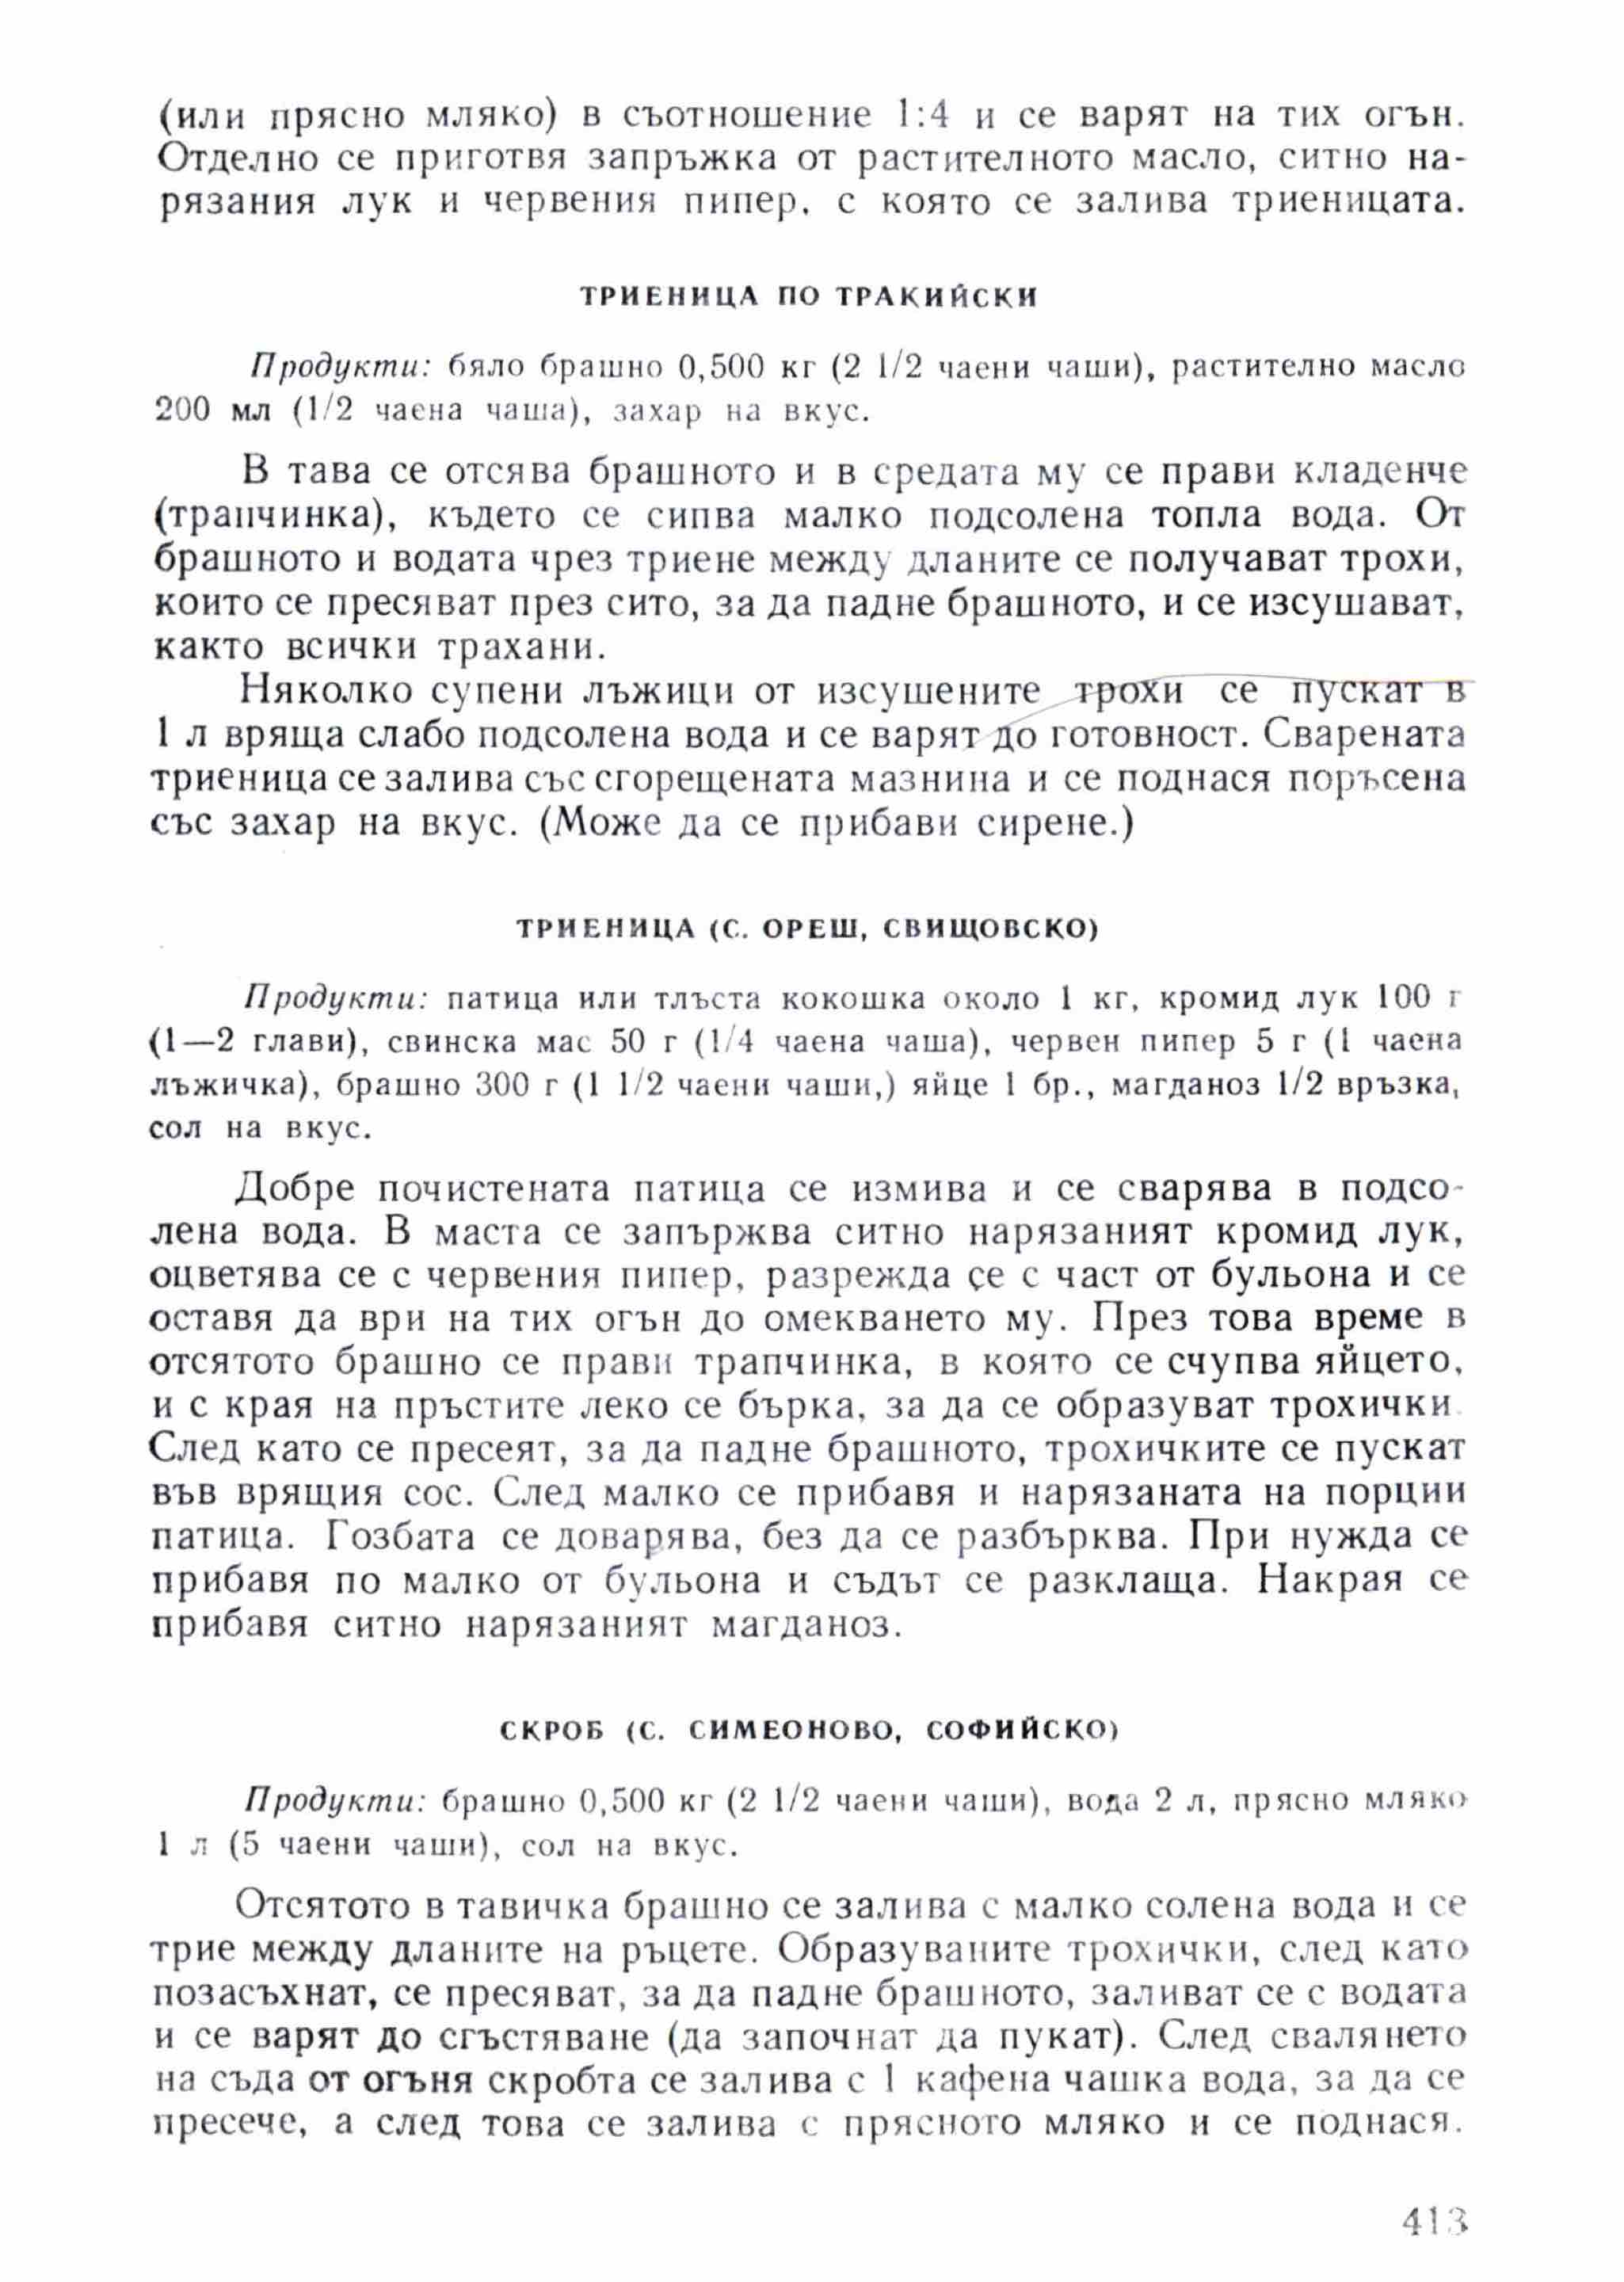 (или прясно мляко) в съотношение 1:4 и се варят на тих огън.
Отделно се приготвя запръжка от растителното масло, ситно на-
рязания лук и червения пипер, с която се залива триеницата.
ТРИЕНИЦА ПО ТРАКИЙСКИ
Продукти: бяло брашно 0,500 кг (2 1/2 чаени чаши), растително масло
200 мл (1/2 чаена чаша), захар на вкус.
В тава се отсява брашното и в средата му се прави кладенче
(трапчинка), където се сипва малко подсолена топла вода. От
брашното и водата чрез триене между дланите се получават трохи,
които се пресяват през сито, за да падне брашното, и се изсушават,
както всички трахани.
Няколко супени лъжици от изсушените трохи се пускат в
1 л вряща слабо подсолена вода и се варят до готовност. Сварената
триеница се залива със сгорещената мазнина и се поднася поръсена
със захар на вкус. (Може да се прибави сирене.)
ТРИЕНИЦА (С. ОРЕШ, СВИЩОВСКО)
Продукти: патица или тлъста кокошка около 1 кг, кромид лук 100 г
(1—2 глави), свинска мас 50 г (1/4 чаена чаша), червен пипер 5 г (1 чаена
лъжичка), брашно 300 г (1 1/2 чаени чаши,) яйце 1 бр., магданоз 1/2 връзка,
сол на вкус.
Добре почистената патица се измива и се сварява в подсо-
лена вода. В маста се запържва ситно нарязаният кромид лук,
оцветява се с червения пипер, разрежда се с част от бульона и се
оставя да ври на тих огън до омекването му. През това време в
отсятото брашно се прави трапчинка, в която се счупва яйцето,
и с края на пръстите леко се бърка, за да се образуват трохички.
След като се пресеят, за да падне брашното, трохичките се пускат
във врящия сос. След малко се прибавя и нарязаната на порции
патица. Гозбата се доварява, без да се разбърква. При нужда се
прибавя по малко от бульона и съдът се разклаща. Накрая се
прибавя ситно нарязаният магданоз.
СКРОБ (С. СИМЕОНОВО, СОФИЙСКО)
Продукти: брашно 0,500 кг (2 1/2 чаени чаши), вода 2 л, прясно мляко
1 л (5 чаени чаши), сол на вкус.
Отсятото в тавичка брашно се залива с малко солена вода и се
трие между дланите на ръцете. Образуваните трохички, след като
позасъхнат, се пресяват, за да падне брашното, заливат се с водата
и се варят до сгъстяване (да започнат да пукат). След свалянето
на съда от огъня скробта се залива с 1 кафена чашка вода, за да се
пресече, а след това се залива с прясното мляко и се поднася.
413